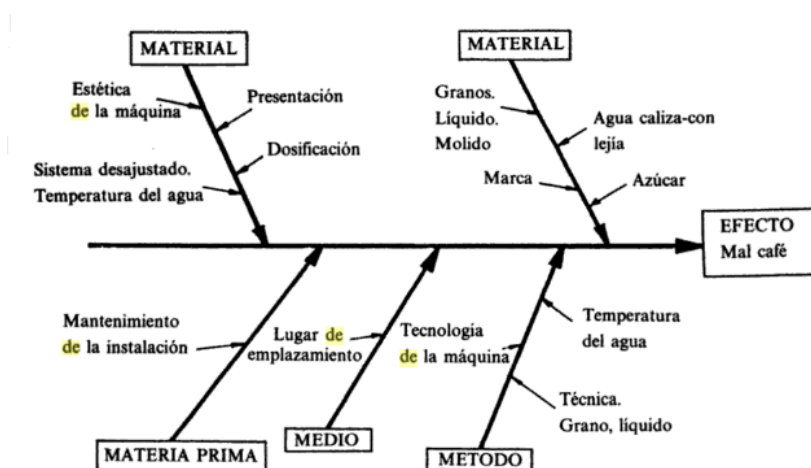 MATERIAL
Estética
de la máquina
Presentación
Dosificación
Sistema desajustado.
Temperatura del agua
MATERIAL
Granos.
Líquido.
Molido
Agua caliza-con
lejía
Marca
Azúcar
EFECTO
Mal café
Mantenimiento
de la instalación
MATERIA PRIMA
Lugar de
emplazamiento
MEDIO
Tecnología
de la máquina
Temperatura
del agua
Técnica.
Grano, líquido
METODO